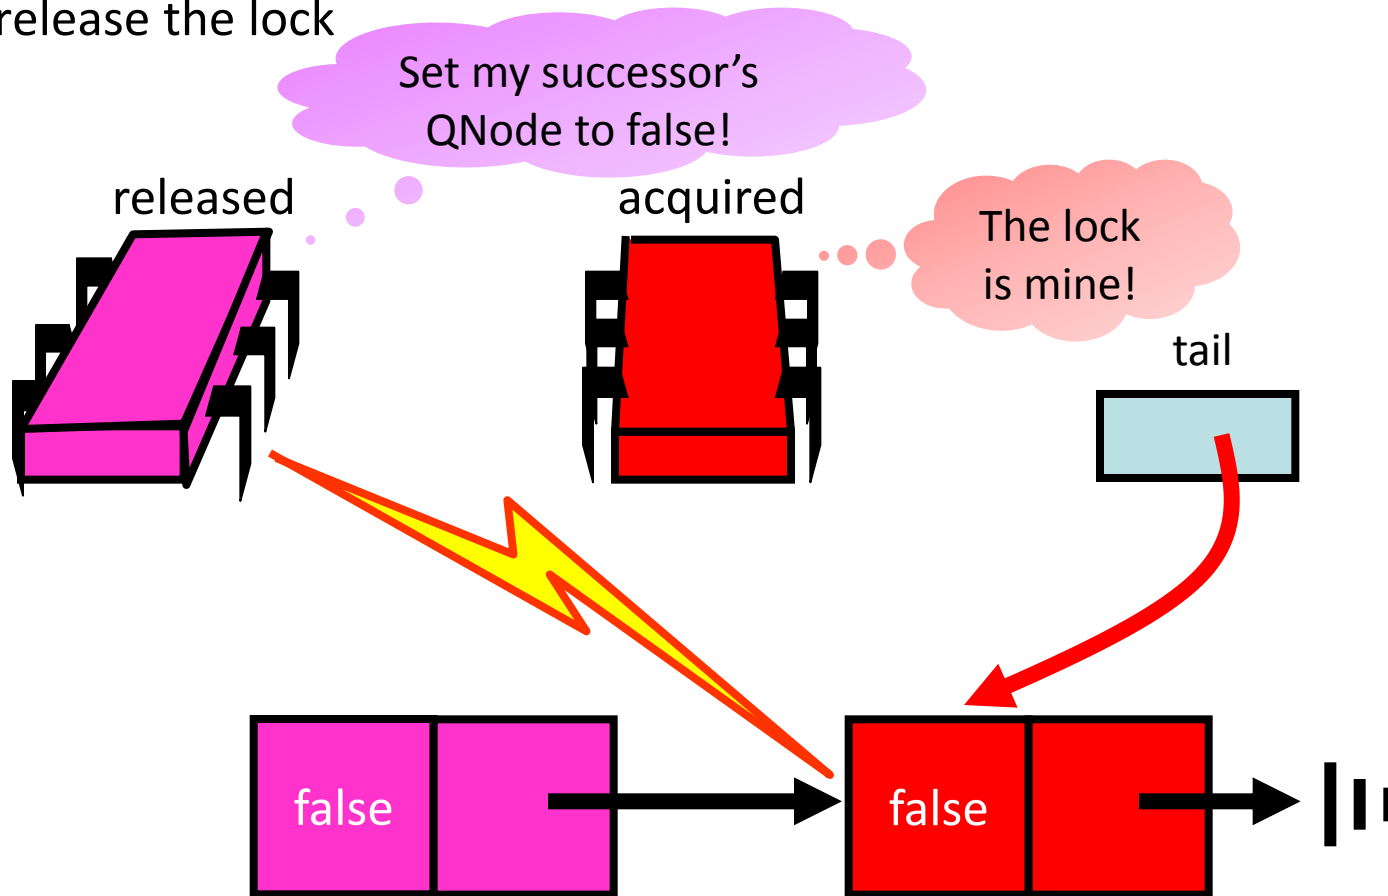 release the lock
Set my successor’s
QNode to false!
released
acquired
The lock
is mine!
tail
false
false